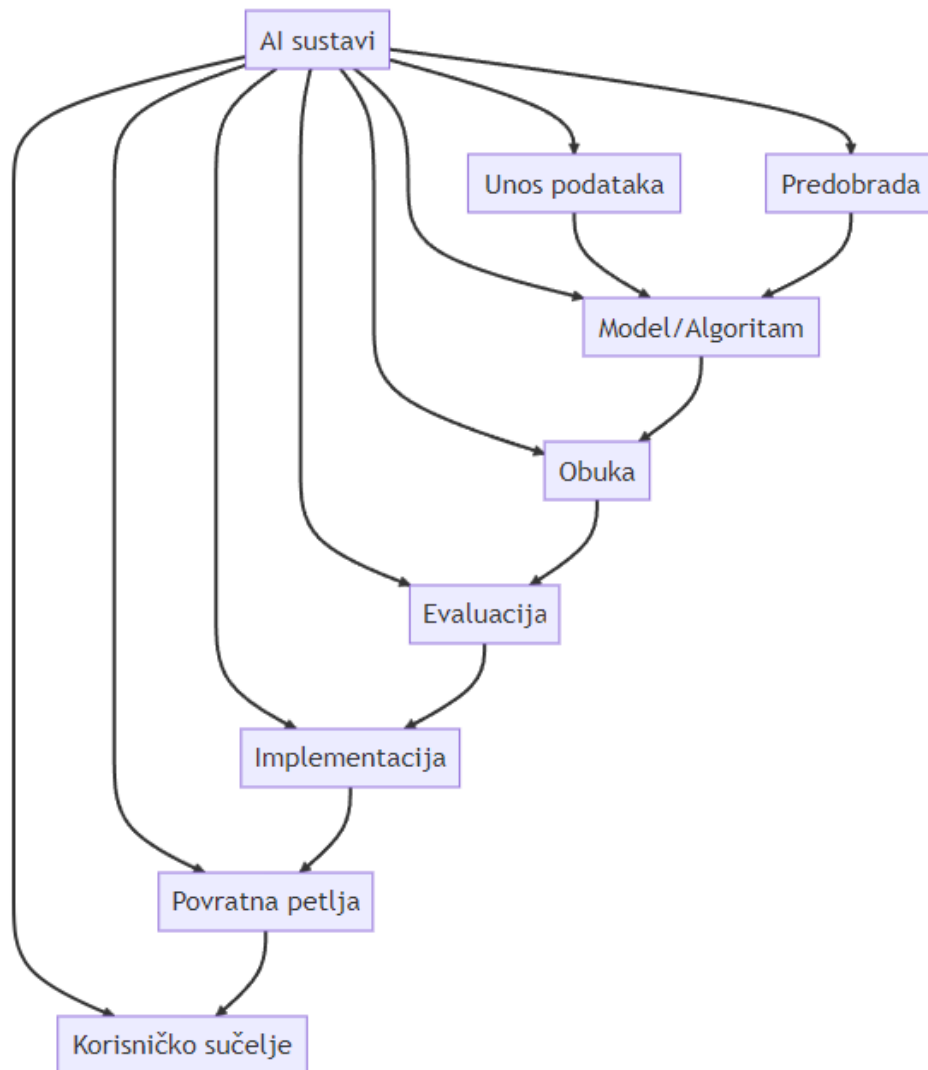 AI sustavi
Unos podataka
Predobrada
Model/Algoritam
Obuka
Evaluacija
Implementacija
Povratna petlja
Korisničko sučelje